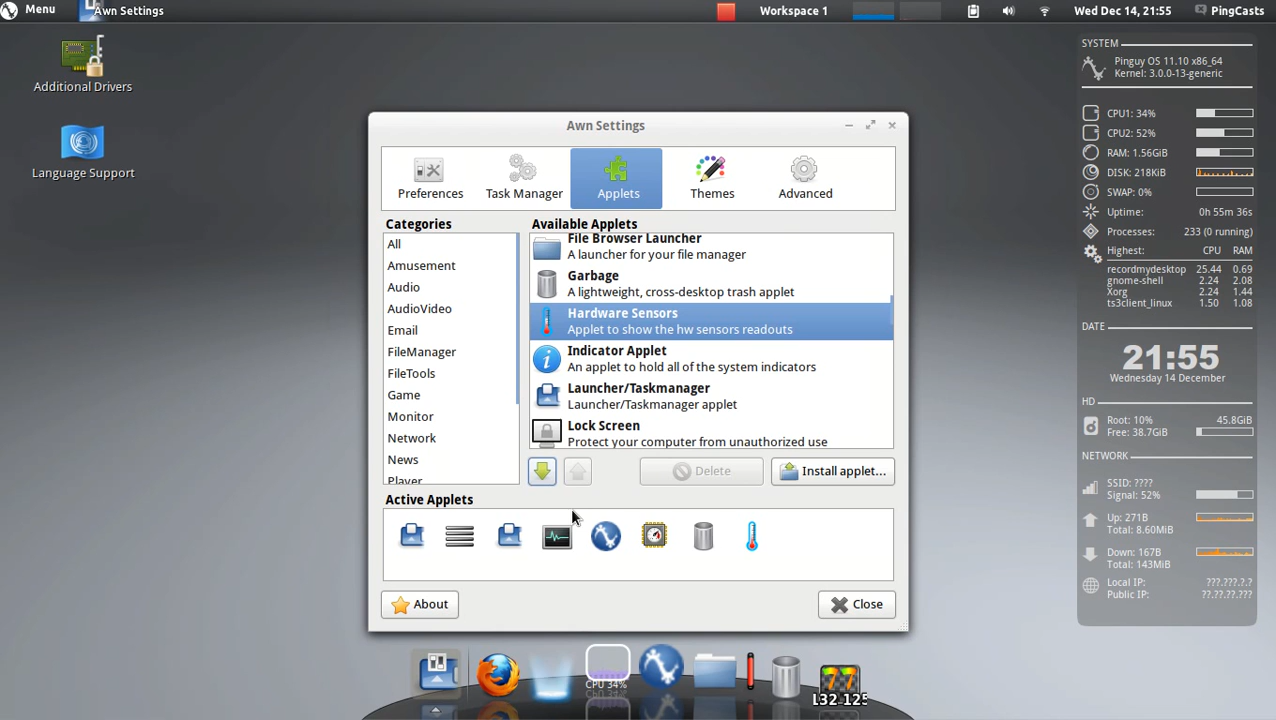 Menu
Awn Settings
Workspace 1
Wed Dec 14, 21:55
PingCasts
Additional Drivers
Language Support
Awn Settings
Preferences
Task Manager
Applets
Themes
Advanced
Categories
All
Amusement
Audio
AudioVideo
Email
FileManager
FileTools
Game
Monitor
Network
News
Player
Available Applets
File Browser Launcher
A launcher for your file manager
Garbage
A lightweight, cross-desktop trash applet
Hardware Sensors
Applet to show the hw sensors readouts
Indicator Applet
An applet to hold all of the system indicators
Launcher/Taskmanager
Launcher/Taskmanager applet
Lock Screen
Protect your computer from unauthorized use
Delete
Install applet...
Active Applets
About
Close
CPU 34%
132 125
SYSTEM
Pinguy OS 11.10 x86_64
Kernel: 3.0.0-13-generic
CPU1: 34%
CPU2: 52%
RAM: 1.56GiB
DISK: 218KiB
SWAP: 0%
Uptime: 0h 55m 36s
Processes: 233 (0 running)
Highest: CPU RAM
recordmydesktop 25.44 0.69
gnome-shell 2.24 2.08
Xorg 2.24 1.44
ts3client_linux 1.50 1.08
DATE
21:55
Wednesday 14 December
HD
Root: 10% 45.8GiB
Free: 38.7GiB
NETWORK
SSID: ????
Signal: 52%
Up: 271B
Total: 8.60MiB
Down: 167B
Total: 143MiB
Local IP: ???.???.?.?
Public IP: ??.??.??.???